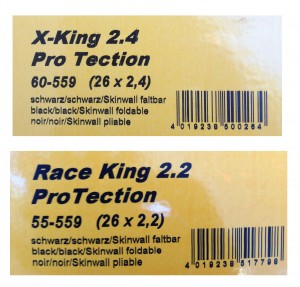 X-King 2.4
Pro Tection
60-559 (26 x 2,4)
schwarz/schwarz/Skinwall faltbar
black/black/Skinwall foldable
noir/noir/Skinwall pliable
4 019238 500264
Race King 2.2
ProTection
55-559 (26 x 2,2)
schwarz/schwarz/Skinwall faltbar
black/black/Skinwall foldable
noir/noir/Skinwall pliable
4 019238 517798